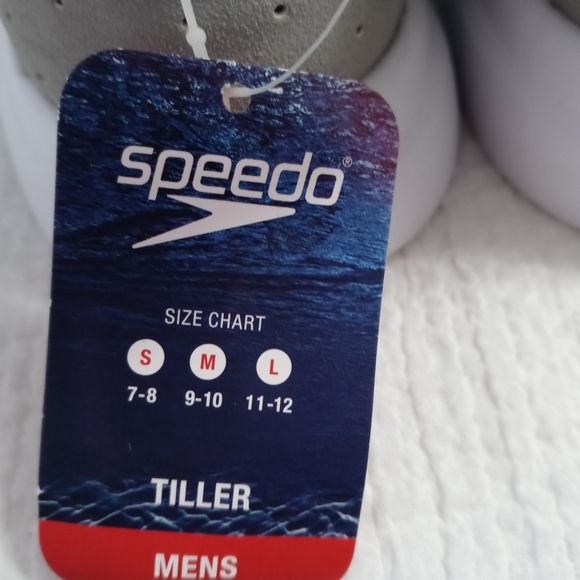 speedo®
SIZE CHART
S M L
7-8 9-10 11-12
TILLER
MENS